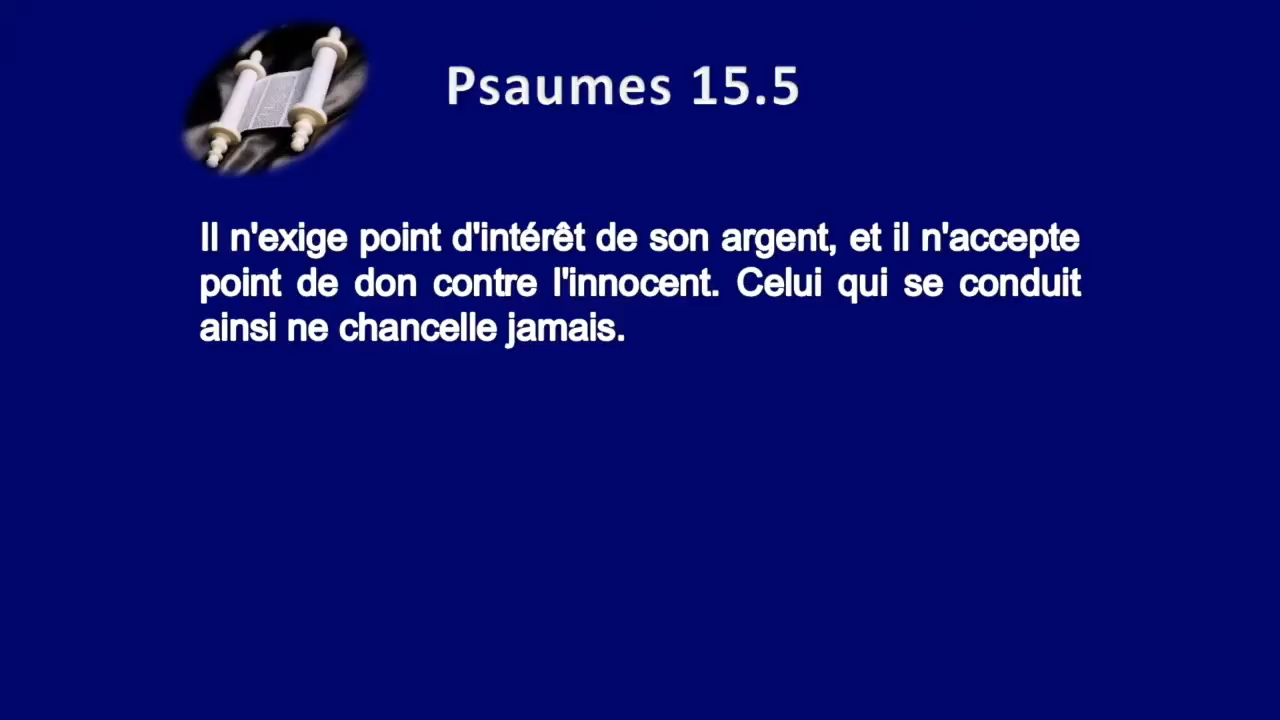 Psaumes 15.5
Il n'exige point d'intérêt de son argent, et il n'accepte
point de don contre l'innocent. Celui qui se conduit
ainsi ne chancelle jamais.